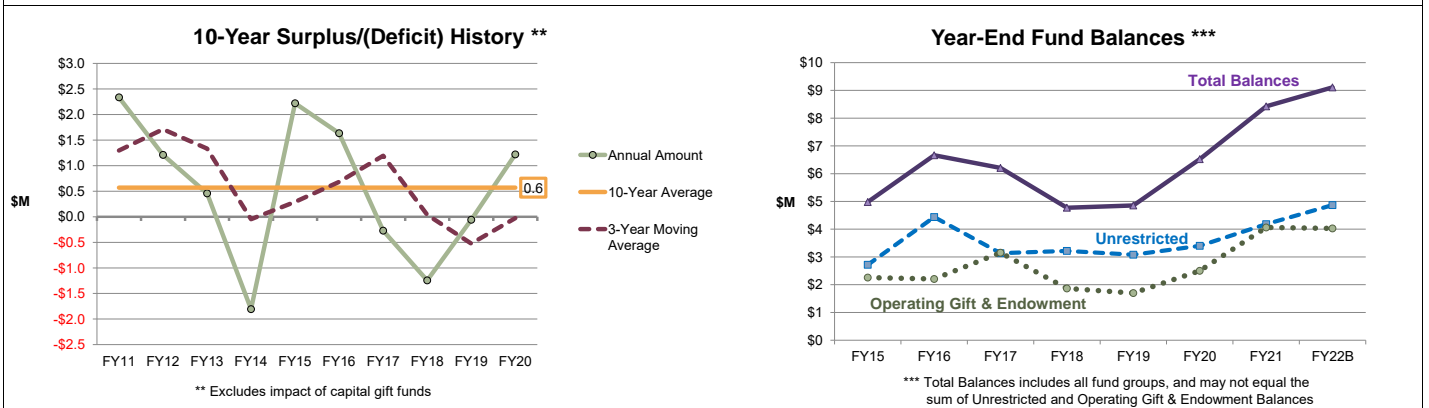 10-Year Surplus/(Deficit) History **
$3.0
$2.5
$2.0
$1.5
$1.0
$0.5
$0.0
-$0.5
-$1.0
-$1.5
-$2.0
-$2.5
$M
0.6
FY11 FY12 FY13 FY14 FY15 FY16 FY17 FY18 FY19 FY20
Annual Amount
10-Year Average
3-Year Moving
Average
** Excludes impact of capital gift funds
Year-End Fund Balances ***
$10
$9
$8
$7
$6
$5
$4
$3
$2
$1
$0
$M
Total Balances
Unrestricted
Operating Gift & Endowment
FY15 FY16 FY17 FY18 FY19 FY20 FY21 FY22B
*** Total Balances includes all fund groups, and may not equal the
sum of Unrestricted and Operating Gift & Endowment Balances